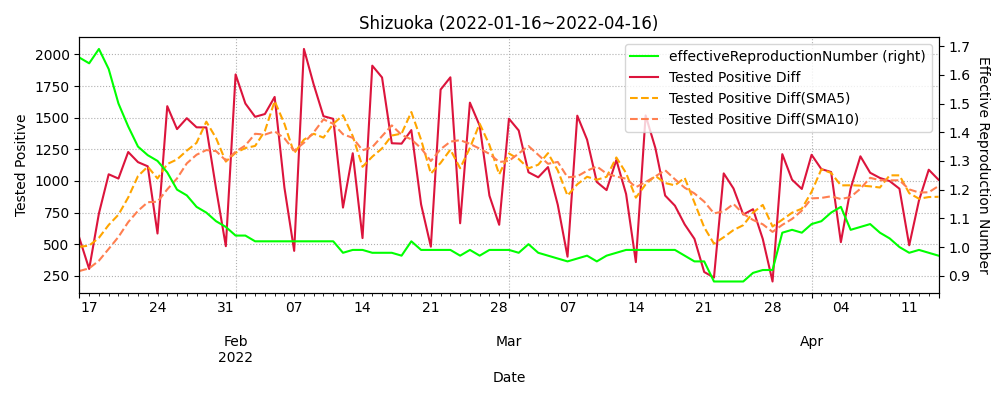 Shizuoka (2022-01-16~2022-04-16)
effectiveReproductionNumber (right)
Tested Positive Diff
Tested Positive Diff(SMA5)
Tested Positive Diff(SMA10)
Tested Positive
2000
1750
1500
1250
1000
750
500
250
Effective Reproduction Number
1.7
1.6
1.5
1.4
1.3
1.2
1.1
1.0
0.9
17 24 31 07 14 21 28 07 14 21 28 04 11
Feb Mar Apr
2022
Date